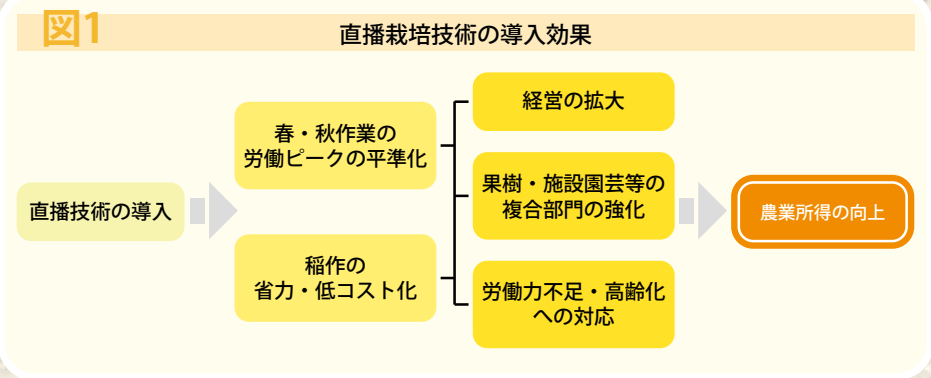 図1
直播栽培技術の導入効果
直播技術の導入
春・秋作業の
労働ピークの平準化
稲作の
省力・低コスト化
経営の拡大
果樹・施設園芸等の
複合部門の強化
労働力不足・高齢化
への対応
農業所得の向上